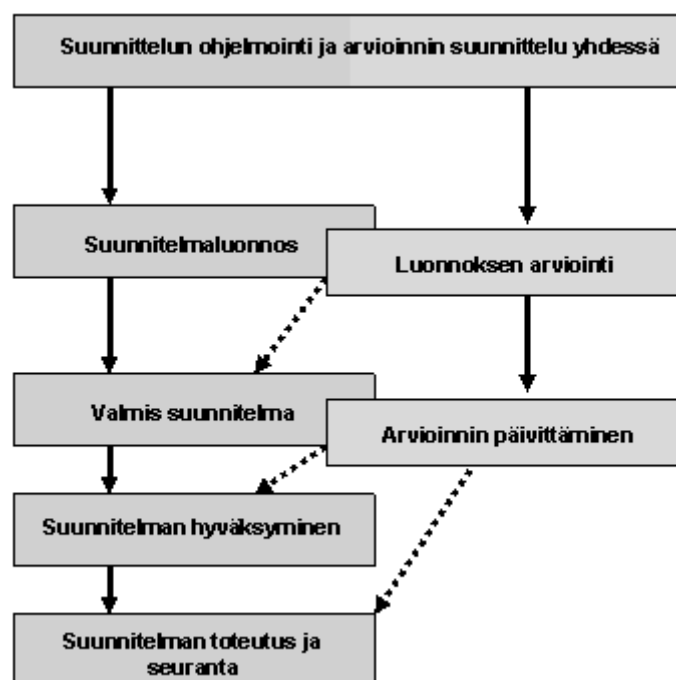 Suunnittelun ohjelmointi ja arvioinnin suunnittelu yhdessä
Suunnitelmaluonnos
Luonnoksen arviointi
Valmis suunnitelma
Arvioinnin päivittäminen
Suunnitelman hyväksyminen
Suunnitelman toteutus ja
seuranta